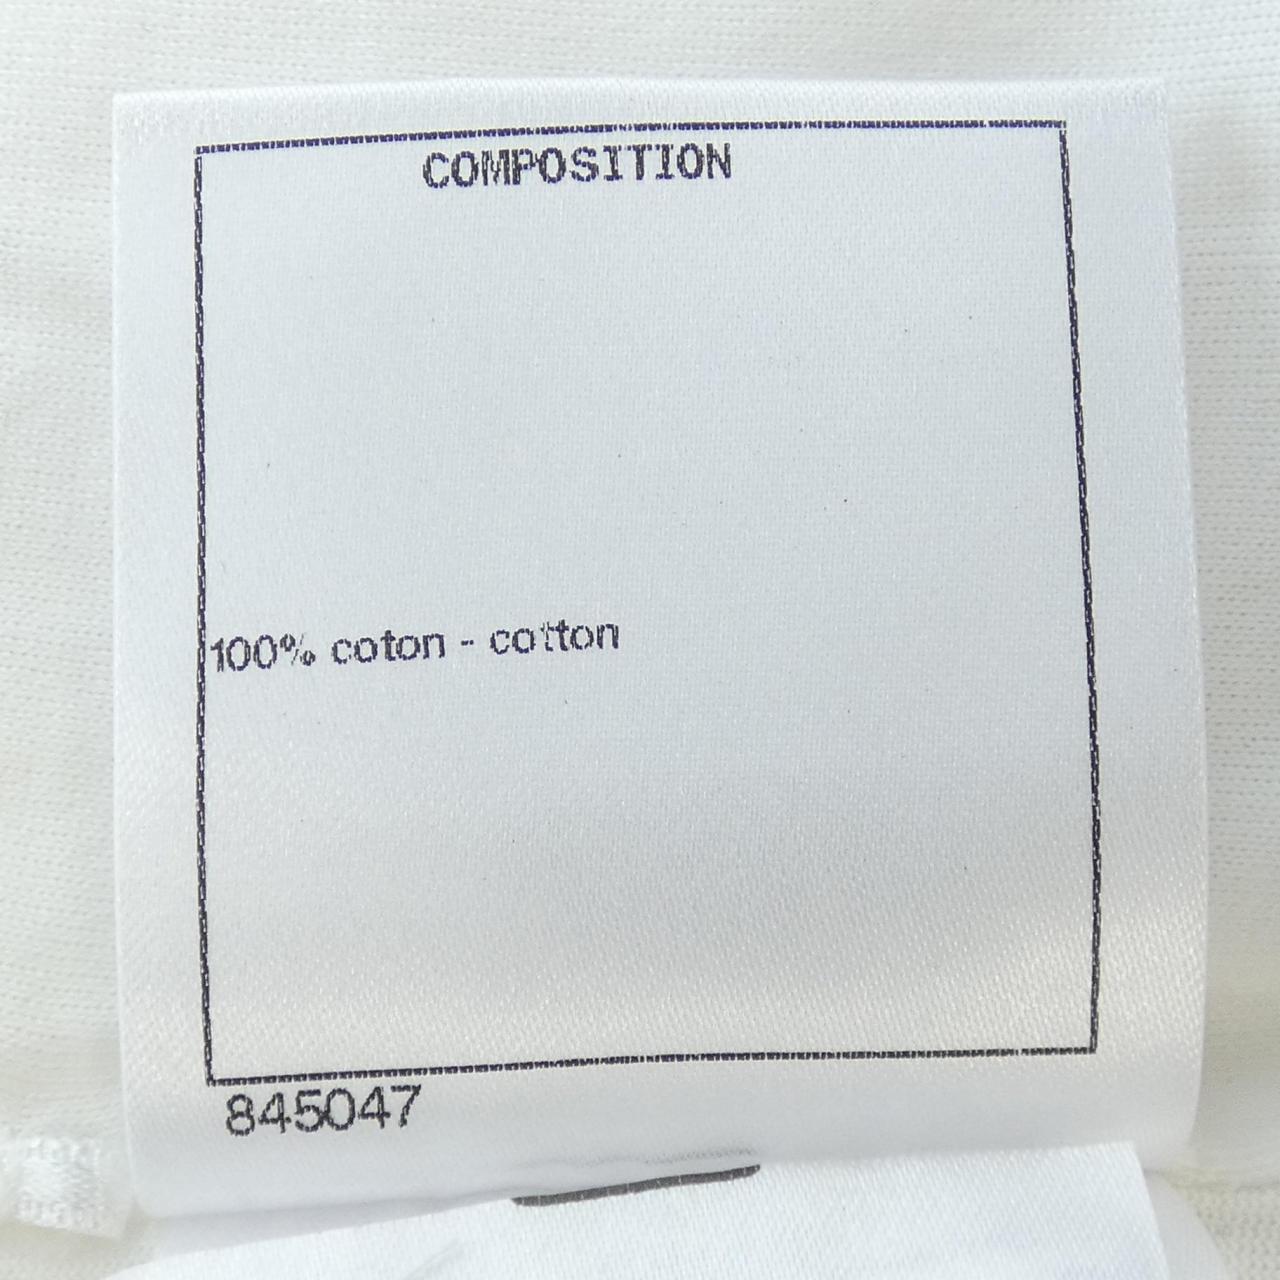 COMPOSITION
100% coton - cotton
845047